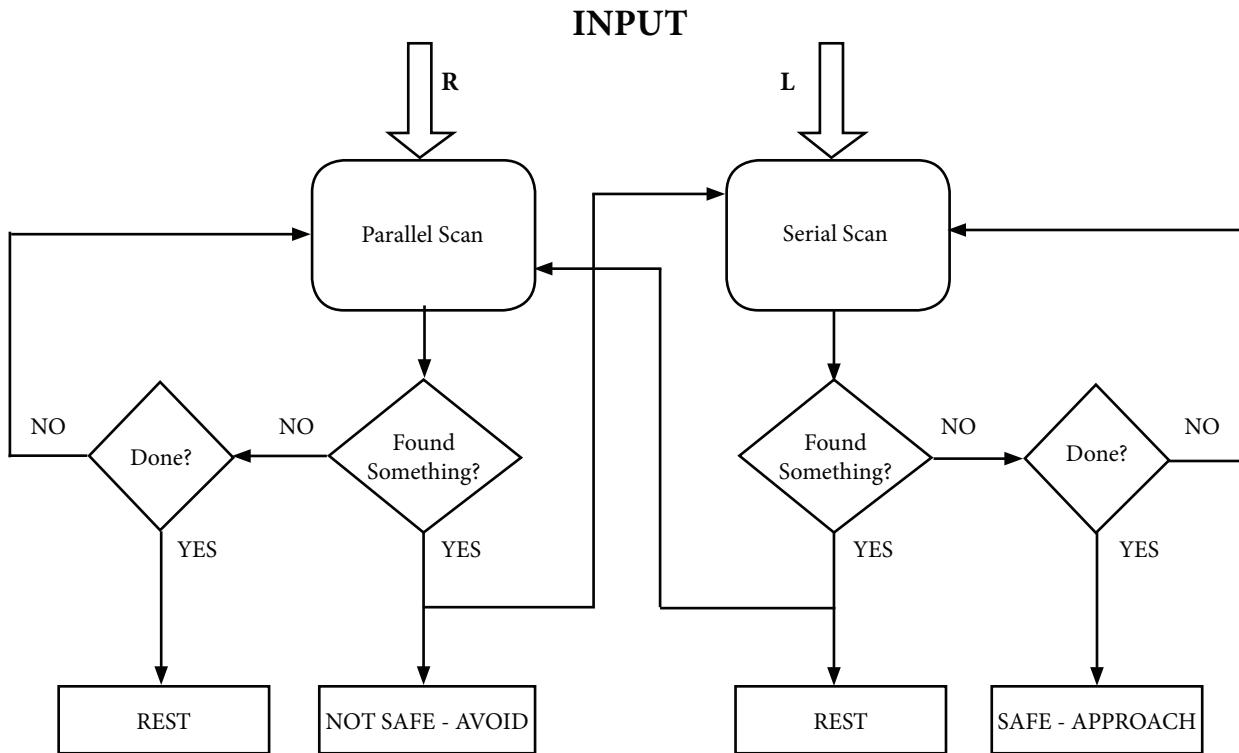 INPUT
R
L
Parallel Scan
Serial Scan
NO
Done?
NO
Found
Something?
Found
Something?
NO
Done?
NO
YES
YES
YES
YES
REST
NOT SAFE - AVOID
REST
SAFE - APPROACH